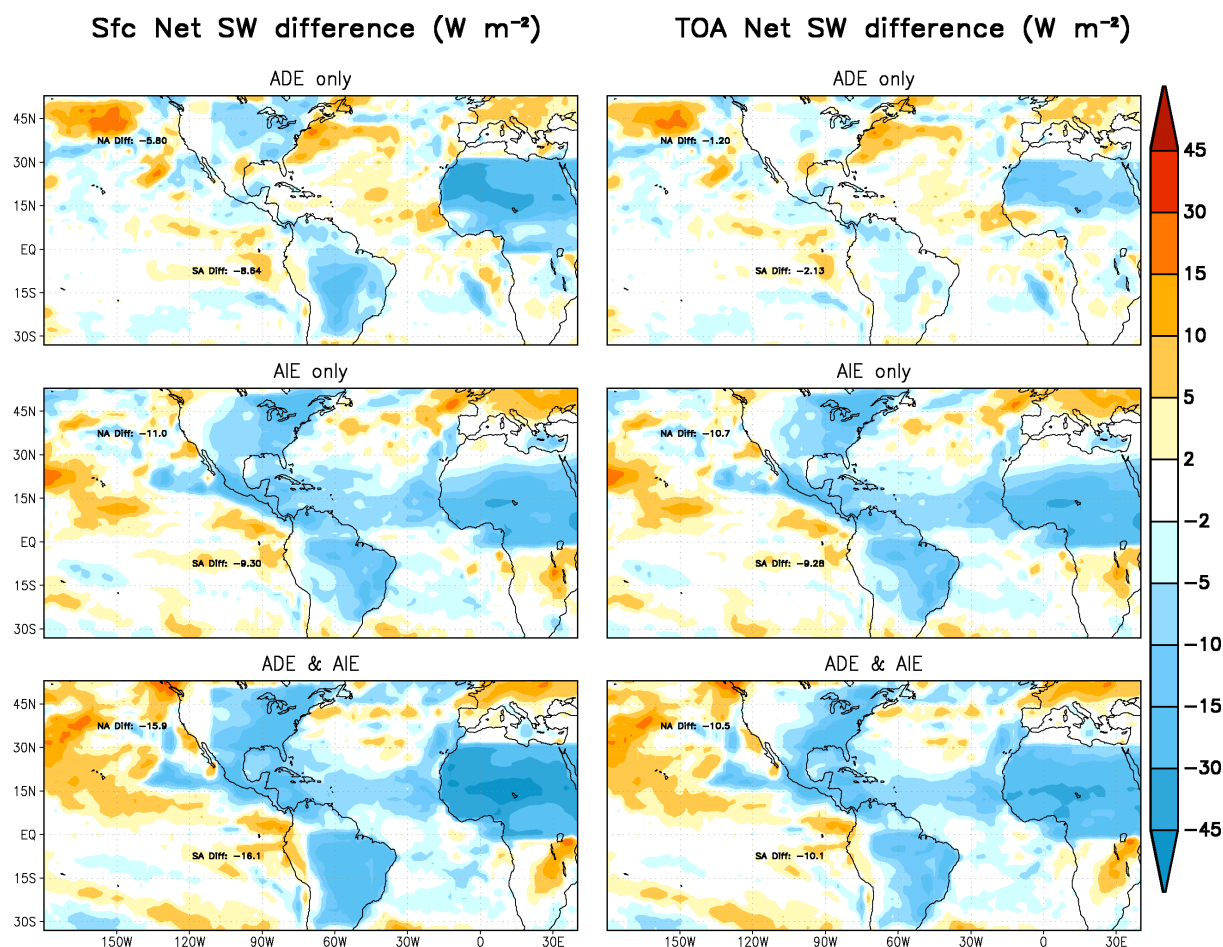 Sfc Net SW difference (W m⁻²)
TOA Net SW difference (W m⁻²)
ADE only
ADE only
45N
30N
15N
EQ
15S
30S
NA Diff: −5.80
SA Diff: −8.64
NA Diff: −1.20
SA Diff: −2.13
AIE only
AIE only
45N
30N
15N
EQ
15S
30S
NA Diff: −11.0
SA Diff: −9.30
NA Diff: −10.7
SA Diff: −9.28
ADE & AIE
ADE & AIE
45N
30N
15N
EQ
15S
30S
NA Diff: −15.9
SA Diff: −16.1
NA Diff: −10.5
SA Diff: −10.1
150W 120W 90W 60W 30W 0 30E
150W 120W 90W 60W 30W 0 30E
45
30
15
10
5
2
−2
−5
−10
−15
−30
−45